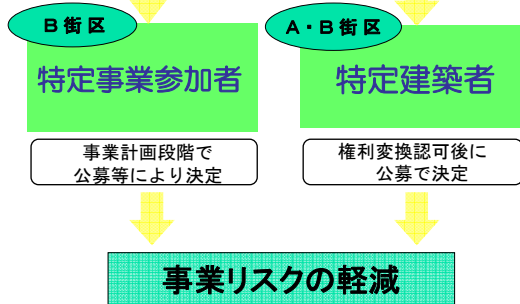 B街区
特定事業参加者
事業計画段階で
公募等により決定
A・B街区
特定建築者
権利変換認可後に
公募で決定
事業リスクの軽減